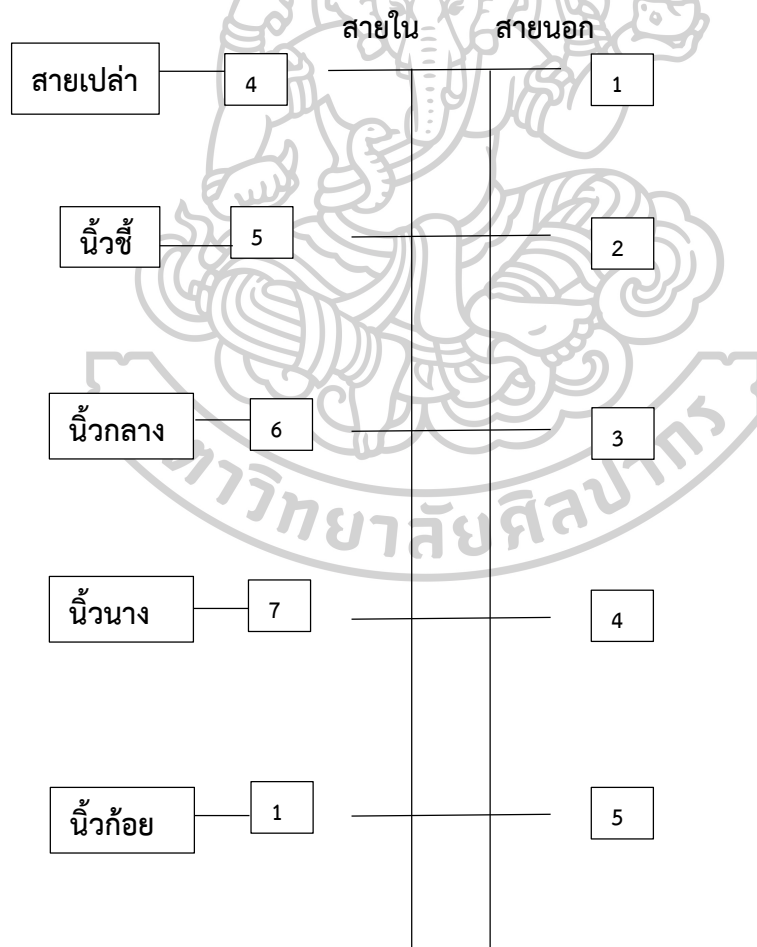 สายใน สายนอก
สายเปล่า 4 1
นิ้วชี้ 5 2
นิ้วกลาง 6 3
นิ้วนาง 7 4
นิ้วก้อย 1 5